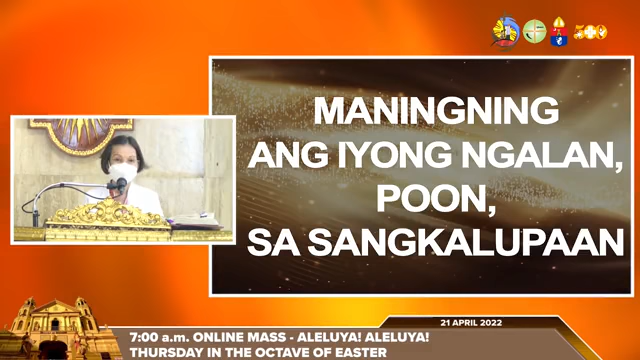 500
MANINGNING
ANG IYONG NGALAN,
POON,
SA SANGKALUPAAN
21 APRIL 2022
7:00 a.m. ONLINE MASS - ALELUYA! ALELUYA!
THURSDAY IN THE OCTAVE OF EASTER